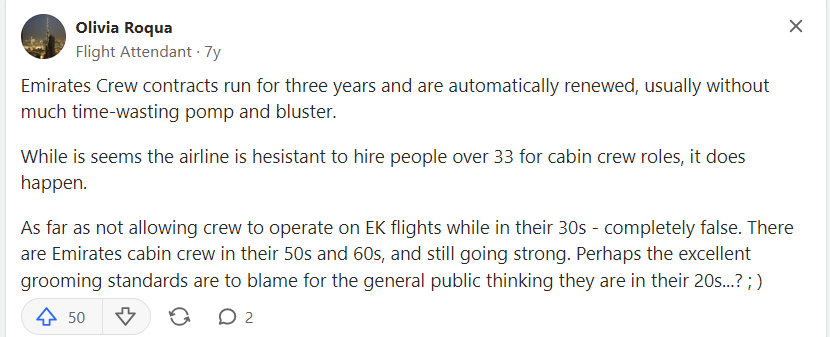 Olivia Roqua
Flight Attendant · 7y
Emirates Crew contracts run for three years and are automatically renewed, usually without
much time-wasting pomp and bluster.
While is seems the airline is hesistant to hire people over 33 for cabin crew roles, it does
happen.
As far as not allowing crew to operate on EK flights while in their 30s - completely false. There
are Emirates cabin crew in their 50s and 60s, and still going strong. Perhaps the excellent
grooming standards are to blame for the general public thinking they are in their 20s...? ; )
50
2